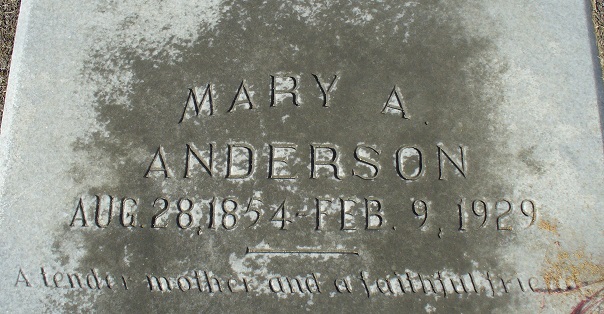 MARY A.
ANDERSON
AUG. 28, 1854 - FEB. 9, 1929
A tender mother and a faithful friend